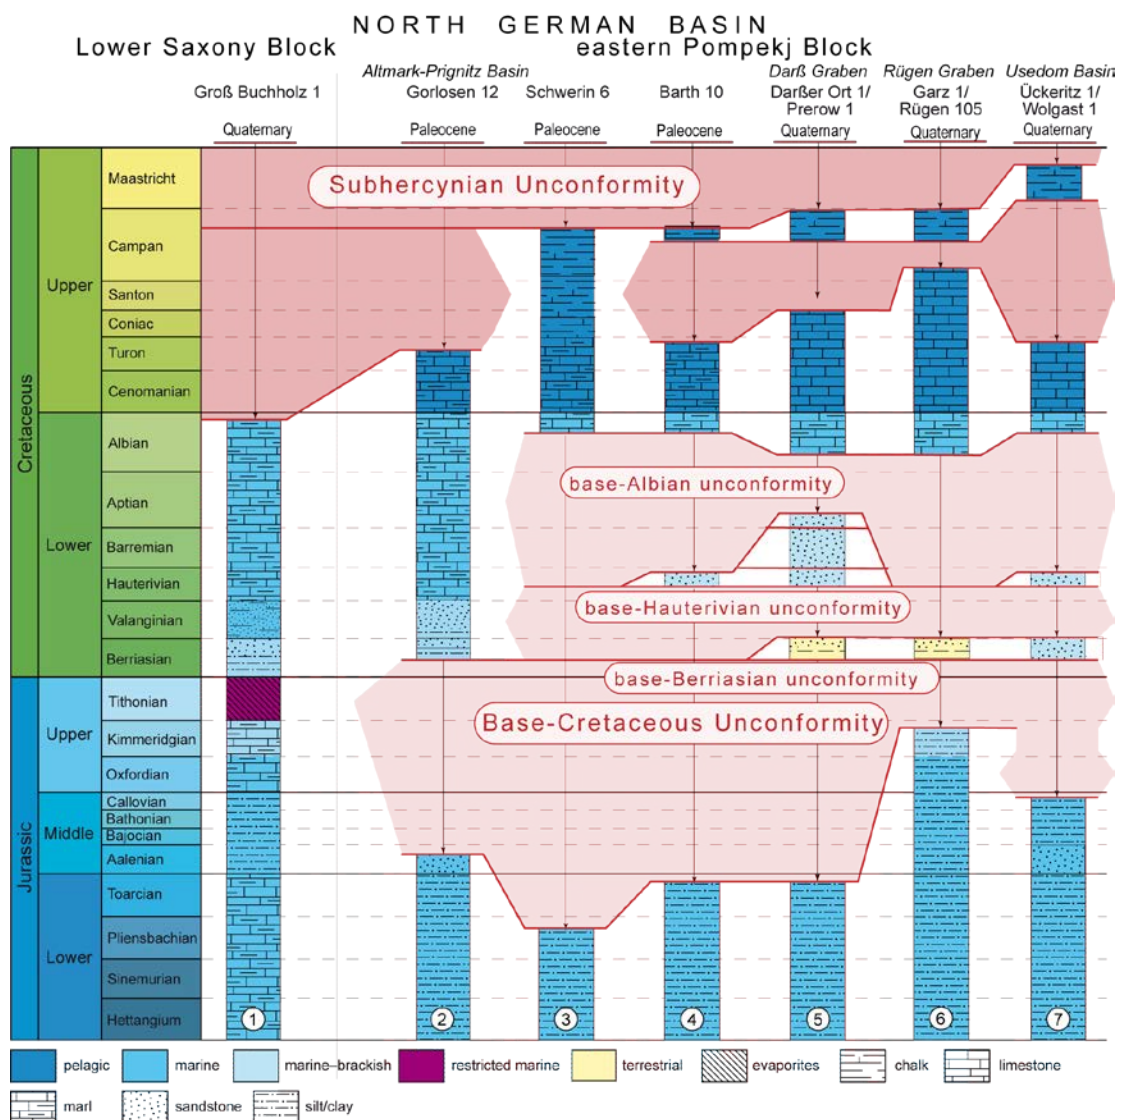 NORTH GERMAN BASIN
Lower Saxony Block
eastern Pompekj Block
Altmark-Prignitz Basin
Darß Graben
Rügen Graben
Usedom Basin
Groß Buchholz 1
Gorlosen 12
Schwerin 6
Barth 10
Darßer Ort 1/
Prerow 1
Garz 1/
Rügen 105
Ückeritz 1/
Wolgast 1
Quaternary
Paleocene
Paleocene
Paleocene
Quaternary
Quaternary
Quaternary
Cretaceous
Upper
Maastricht
Campan
Santon
Coniac
Turon
Cenomanian
Lower
Albian
Aptian
Barremian
Hauterivian
Valanginian
Berriasian
Jurassic
Upper
Tithonian
Kimmeridgian
Oxfordian
Middle
Callovian
Bathonian
Bajocian
Aalenian
Lower
Toarcian
Pliensbachian
Sinemurian
Hettangium
Subhercynian Unconformity
base-Albian unconformity
base-Hauterivian unconformity
base-Berriasian unconformity
Base-Cretaceous Unconformity
1
2
3
4
5
6
7
pelagic
marine
marine–brackish
restricted marine
terrestrial
evaporites
chalk
limestone
marl
sandstone
silt/clay